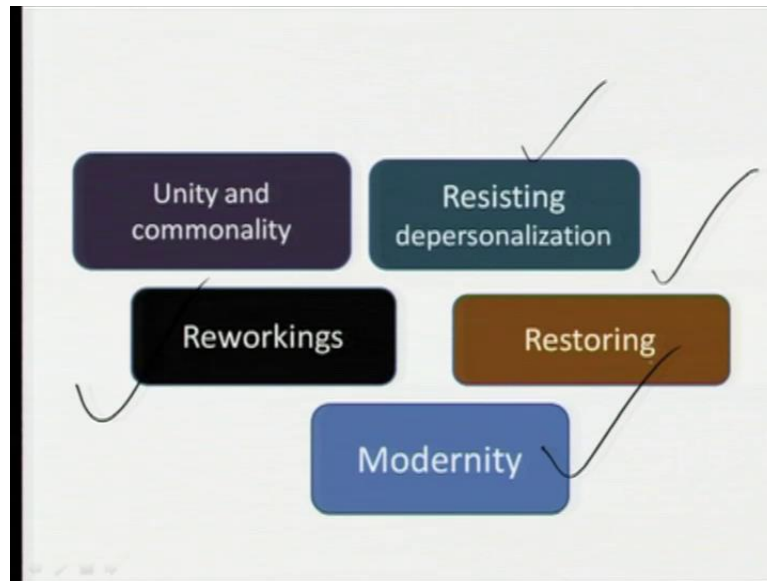 Unity and
commonality
Resisting
depersonalization
Reworkings
Restoring
Modernity